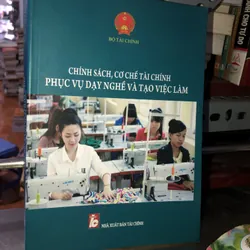 BỘ TÀI CHÍNH
CHÍNH SÁCH, CƠ CHẾ TÀI CHÍNH
PHỤC VỤ DẠY NGHỀ VÀ TẠO VIỆC LÀM
NHÀ XUẤT BẢN TÀI CHÍNH